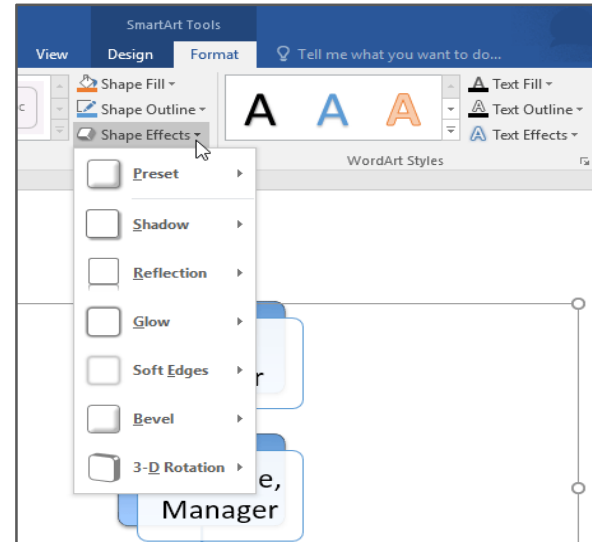 SmartArt Tools
View Design Format Tell me what you want to do...
c Shape Fill
Shape Outline
Shape Effects
A A A
Text Fill
Text Outline
Text Effects
WordArt Styles
Preset
Shadow
Reflection
Glow
Soft Edges
Bevel
3-D Rotation
r
e,
Manager